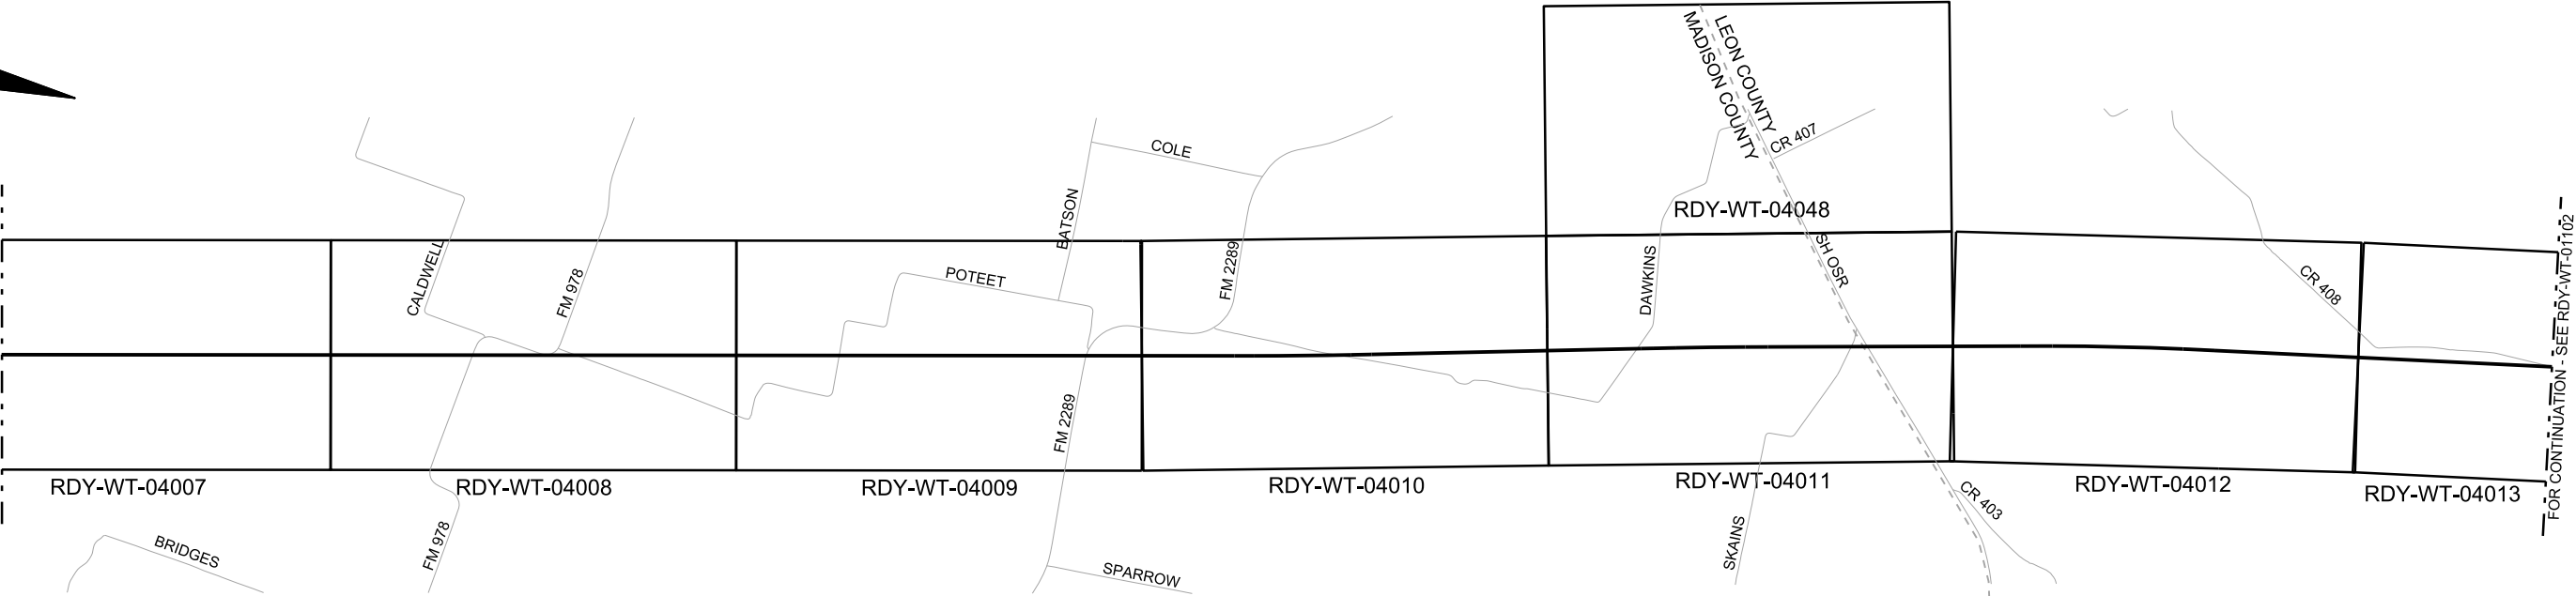 LEON COUNTY
MADISON COUNTY
CR 407
COLE
BATSON
RDY-WT-04048
CALDWELL
FM 978
POTEET
FM 2289
DAWKINS
SH OSR
CR 408
FOR CONTINUATION - SEE RDY-WT-01102
FM 2289
RDY-WT-04007
RDY-WT-04008
RDY-WT-04009
RDY-WT-04010
RDY-WT-04011
RDY-WT-04012
RDY-WT-04013
BRIDGES
FM 978
SPARROW
SKAINS
CR 403